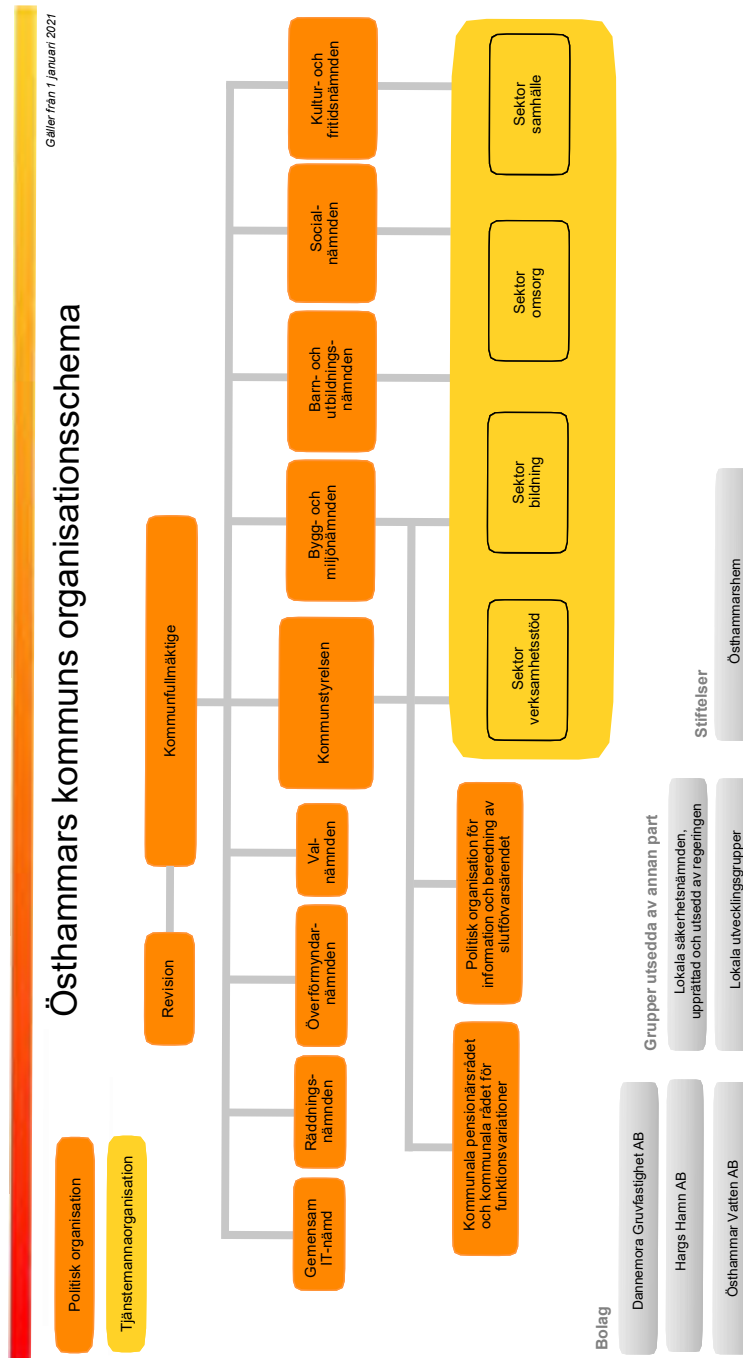 Gäller från 1 januari 2021
Östhammars kommuns organisationsschema
Politisk organisation
Tjänstemannaorganisation
Revision
Kommunfullmäktige
Gemensam
IT-nämd
Räddnings-
nämnden
Överförmyndar-
nämnden
Val-
nämnden
Kommunstyrelsen
Bygg- och
miljönämnden
Barn- och
utbildnings-
nämnden
Social-
nämnden
Kultur- och
fritidsnämnden
Kommunala pensionärsrådet
och kommunala rådet för
funktionsvariationer
Politisk organisation för
information och beredning av
slutförvarsärendet
Sektor
verksamhetsstöd
Sektor
bildning
Sektor
omsorg
Sektor
samhälle
Bolag
Dannemora Gruvfastighet AB
Hargs Hamn AB
Östhammar Vatten AB
Grupper utsedda av annan part
Lokala säkerhetsnämnden,
upprättad och utsedd av regeringen
Lokala utvecklingsgrupper
Stiftelser
Östhammarshem